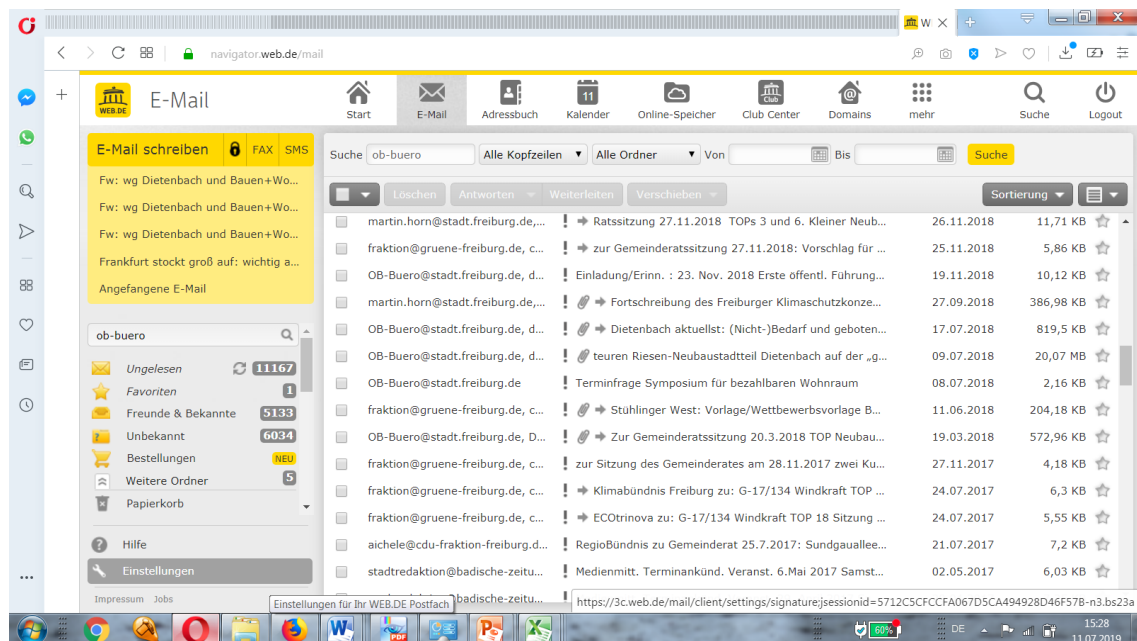 W
navigator.web.de/mail
WEB.DE
E-Mail
Start
E-Mail
Adressbuch
11
Kalender
Online-Speicher
Club
Club Center
Domains
mehr
Suche
Logout
E-Mail schreiben FAX SMS
Fw: wg Dietenbach und Bauen+Wo...
Fw: wg Dietenbach und Bauen+Wo...
Fw: wg Dietenbach und Bauen+Wo...
Frankfurt stockt groß auf: wichtig a...
Angefangene E-Mail
ob-buero
Ungelesen 11167
Favoriten 1
Freunde & Bekannte 5133
Unbekannt 6034
Bestellungen NEU
Weitere Ordner 5
Papierkorb
Hilfe
Einstellungen
Impressum Jobs
Einstellungen für Ihr WEB.DE Postfach
Suche ob-buero Alle Kopfzeilen Alle Ordner Von Bis Suche
Löschen Antworten Weiterleiten Verschieben Sortierung
martin.horn@stadt.freiburg.de,... Ratssitzung 27.11.2018 TOPs 3 und 6. Kleiner Neub... 26.11.2018 11,71 KB
fraktion@gruene-freiburg.de, c... zur Gemeinderatssitzung 27.11.2018: Vorschlag für ... 25.11.2018 5,86 KB
OB-Buero@stadt.freiburg.de, d... Einladung/Erinn. : 23. Nov. 2018 Erste öffentl. Führung... 19.11.2018 10,12 KB
martin.horn@stadt.freiburg.de,... Fortschreibung des Freiburger Klimaschutzkonze... 27.09.2018 386,98 KB
OB-Buero@stadt.freiburg.de, d... Dietenbach aktuellst: (Nicht-)Bedarf und geboten... 17.07.2018 819,5 KB
OB-Buero@stadt.freiburg.de, d... teuren Riesen-Neubaustadtteil Dietenbach auf der „g... 09.07.2018 20,07 MB
OB-Buero@stadt.freiburg.de Terminfrage Symposium für bezahlbaren Wohnraum 08.07.2018 2,16 KB
fraktion@gruene-freiburg.de, c... Stühlinger West: Vorlage/Wettbewerbsvorlage B... 11.06.2018 204,18 KB
OB-Buero@stadt.freiburg.de, D... Zur Gemeinderatssitzung 20.3.2018 TOP Neubau... 19.03.2018 572,96 KB
fraktion@gruene-freiburg.de, c... zur Sitzung des Gemeinderates am 28.11.2017 zwei Ku... 27.11.2017 4,18 KB
fraktion@gruene-freiburg.de, c... Klimabündnis Freiburg zu: G-17/134 Windkraft TOP ... 24.07.2017 6,3 KB
fraktion@gruene-freiburg.de, c... ECOtrinova zu: G-17/134 Windkraft TOP 18 Sitzung ... 24.07.2017 5,55 KB
aichele@cdu-fraktion-freiburg.d... RegioBündnis zu Gemeinderat 25.7.2017: Sundgauallee... 21.07.2017 7,2 KB
stadtredaktion@badische-zeitu... Medienmitt. Terminankünd. Veranst. 6.Mai 2017 Samst... 02.05.2017 6,03 KB
https://3c.web.de/mail/client/settings/signature;jsessionid=5712C5CFCCFA067D5CA494928D46F57B-n3.bs23a
60%
DE
15:28
11.07.2019